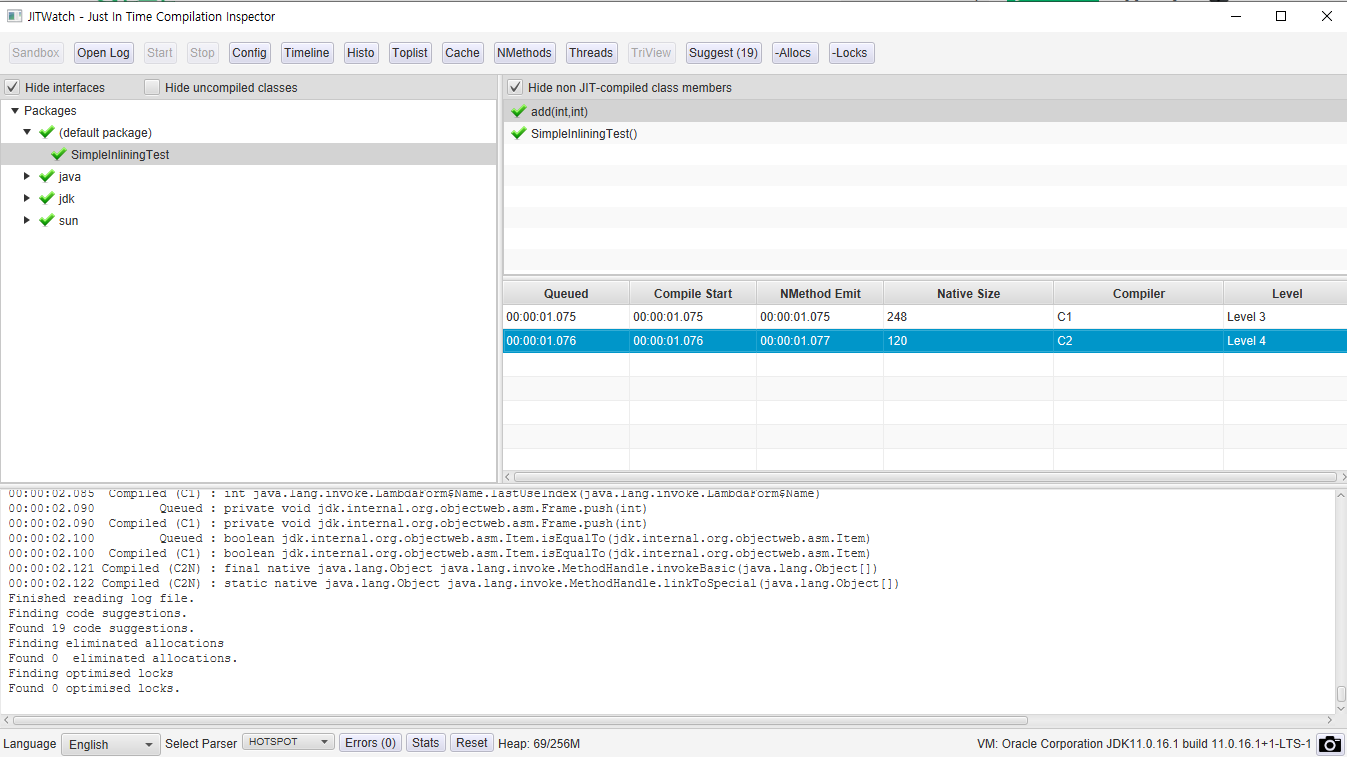 JITWatch - Just In Time Compilation Inspector
Sandbox Open Log Start Stop Config Timeline Histo Toplist Cache NMethods Threads TriView Suggest (19) -Allocs -Locks
Hide interfaces Hide uncompiled classes
Packages
(default package)
SimpleInliningTest
java
jdk
sun
Hide non JIT-compiled class members
add(int,int)
SimpleInliningTest()
Queued Compile Start NMethod Emit Native Size Compiler Level
00:00:01.075 00:00:01.075 00:00:01.075 248 C1 Level 3
00:00:01.076 00:00:01.076 00:00:01.077 120 C2 Level 4
00:00:02.085 Compiled (C1) : int java.lang.invoke.LambdaForm$Name.lastUseIndex(java.lang.invoke.LambdaForm$Name)
00:00:02.090 Queued : private void jdk.internal.org.objectweb.asm.Frame.push(int)
00:00:02.090 Compiled (C1) : private void jdk.internal.org.objectweb.asm.Frame.push(int)
00:00:02.100 Queued : boolean jdk.internal.org.objectweb.asm.Item.isEqualTo(jdk.internal.org.objectweb.asm.Item)
00:00:02.100 Compiled (C1) : boolean jdk.internal.org.objectweb.asm.Item.isEqualTo(jdk.internal.org.objectweb.asm.Item)
00:00:02.121 Compiled (C2N) : final native java.lang.Object java.lang.invoke.MethodHandle.invokeBasic(java.lang.Object[])
00:00:02.122 Compiled (C2N) : static native java.lang.Object java.lang.invoke.MethodHandle.linkToSpecial(java.lang.Object[])
Finished reading log file.
Finding code suggestions.
Found 19 code suggestions.
Finding eliminated allocations
Found 0 eliminated allocations.
Finding optimised locks
Found 0 optimised locks.
Language English Select Parser HOTSPOT Errors (0) Stats Reset Heap: 69/256M VM: Oracle Corporation JDK11.0.16.1 build 11.0.16.1+1-LTS-1